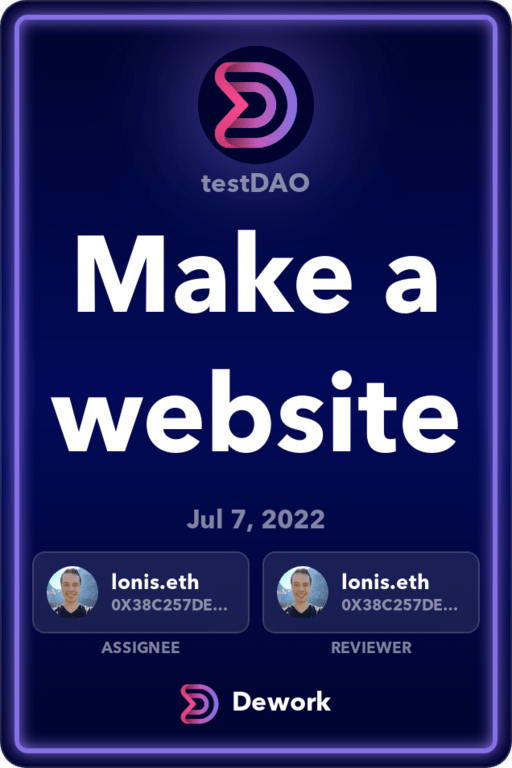 testDAO
Make a
website
Jul 7, 2022
lonis.eth
0X38C257DE...
ASSIGNEE
lonis.eth
0X38C257DE...
REVIEWER
Dework